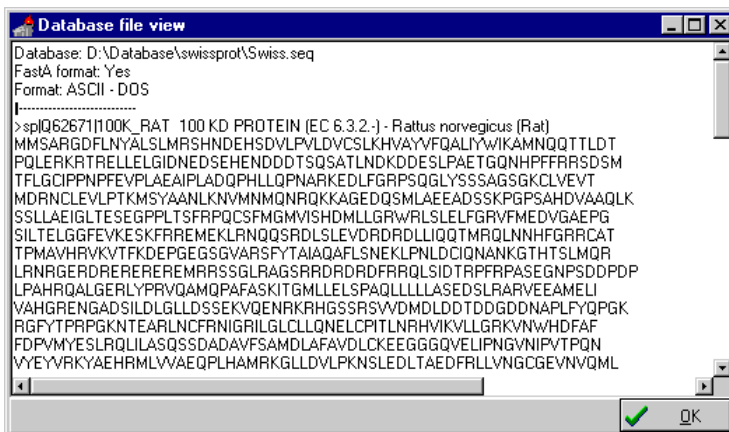 Database file view
Database: D:\Database\swissprot\Swiss.seq
FastA format: Yes
Format: ASCII - DOS
|---------------------------
>sp|Q62671|100K_RAT 100 KD PROTEIN (EC 6.3.2.-) - Rattus norvegicus (Rat)
MMSARGDFLNYALSLMRSHNDEHSDVLPVLDVCSLKHVAYVFQALIYWIKAMNQQTTLDT
PQLERKRTRELLELGIDNEDSEHENDDDTSQSATLNDKDDESLPAETGQNHPFFRRSDSM
TFLGCIPPNPFEVPLAEAIPLADQPHLLQPNARKEDLFGRPSQGLYSSSAGSGKCLVEVT
MDRNCLEVLPTKMSYAANLKNVMNMQNRQKKAGEDQSMLAEEADSSKPGPSAHDVAAQLK
SSLLAEIGLTESEGPPLTSFRPQCSFMGMVISHDMLLGRWRLSLELFGRVFMEDVGAEPG
SILTELGGFEVKESKFRREMEKLRNQQSRDLSLEVDRDRDLLIQQTMRQLNNHFGRRCAT
TPMAVHRVKVTFKDEPGEGSGVARSFYTAIAQAFLSNEKLPNLDCIQNANKGTHTSLMQR
LRNRGERDREREREREMRRSSGLRAGSRRDRDRDFRRQLSIDTRPFRPASEGNPSDDPDP
LPAHRQALGERLYPRVQAMQPAFASKITGMLLELSPAQLLLLLASEDSLRARVEEAMELI
VAHGRENGADSILDLGLLDSSEKVQENRKRHGSSRSVVDMDLDDTDDGDDNAPLFYQPGK
RGFYTPRPGKNTEARLNCFRNIGRILGLCLLQNELCPITLNRHVIKVLLGRKVNWHDFAF
FDPVMYESLRQLILASQSSDADAVFSAMDLAFAVDLCKEEGGGQVELIPNGVNIPVTPQN
VYEYVRKYAEHRMLVVAEQPLHAMRKGLLDVLPKNSLEDLTAEDFRLLVNGCGEVNVQML
OK